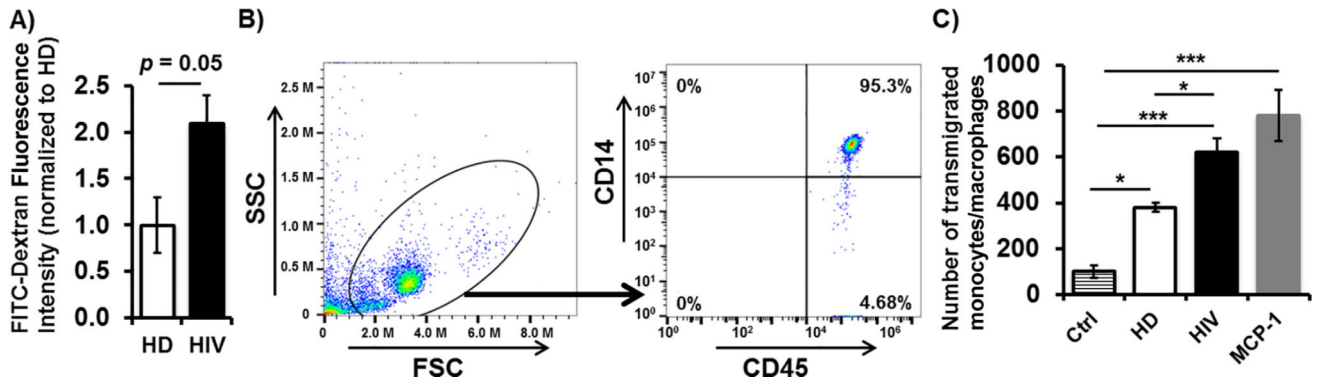 A)
FITC-Dextran Fluorescence
Intensity (normalized to HD)
p = 0.05
2.5
2.0
1.5
1.0
0.5
0.0
HD HIV
B)
SSC
2.5 M
2.0 M
1.5 M
1.0 M
0.5 M
0
0 2.0 M 4.0 M 6.0 M 8.0 M
FSC
CD14
10⁷
10⁶
10⁵
10⁴
10³
10²
10¹
10⁰
0% 95.3%
0% 4.68%
10⁰ 10² 10⁴ 10⁶
CD45
C)
Number of transmigrated
monocytes/macrophages
1000
800
600
400
200
0
***
*
***
*
Ctrl HD HIV MCP-1